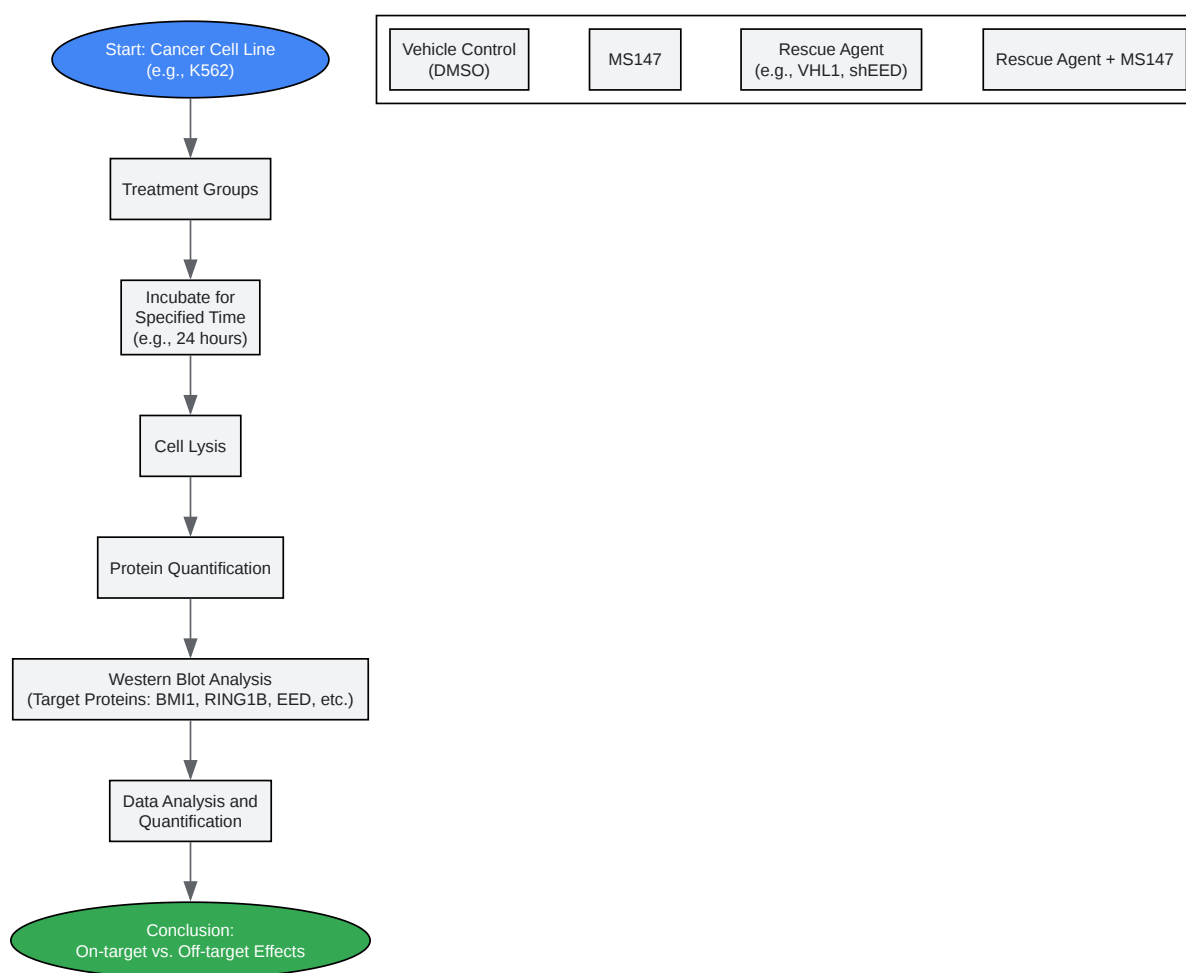 Start: Cancer Cell Line
(e.g., K562)
Vehicle Control
(DMSO)
MS147
Rescue Agent
(e.g., VHL1, shEED)
Rescue Agent + MS147
Treatment Groups
Incubate for
Specified Time
(e.g., 24 hours)
Cell Lysis
Protein Quantification
Western Blot Analysis
(Target Proteins: BMI1, RING1B, EED, etc.)
Data Analysis and
Quantification
Conclusion:
On-target vs. Off-target Effects